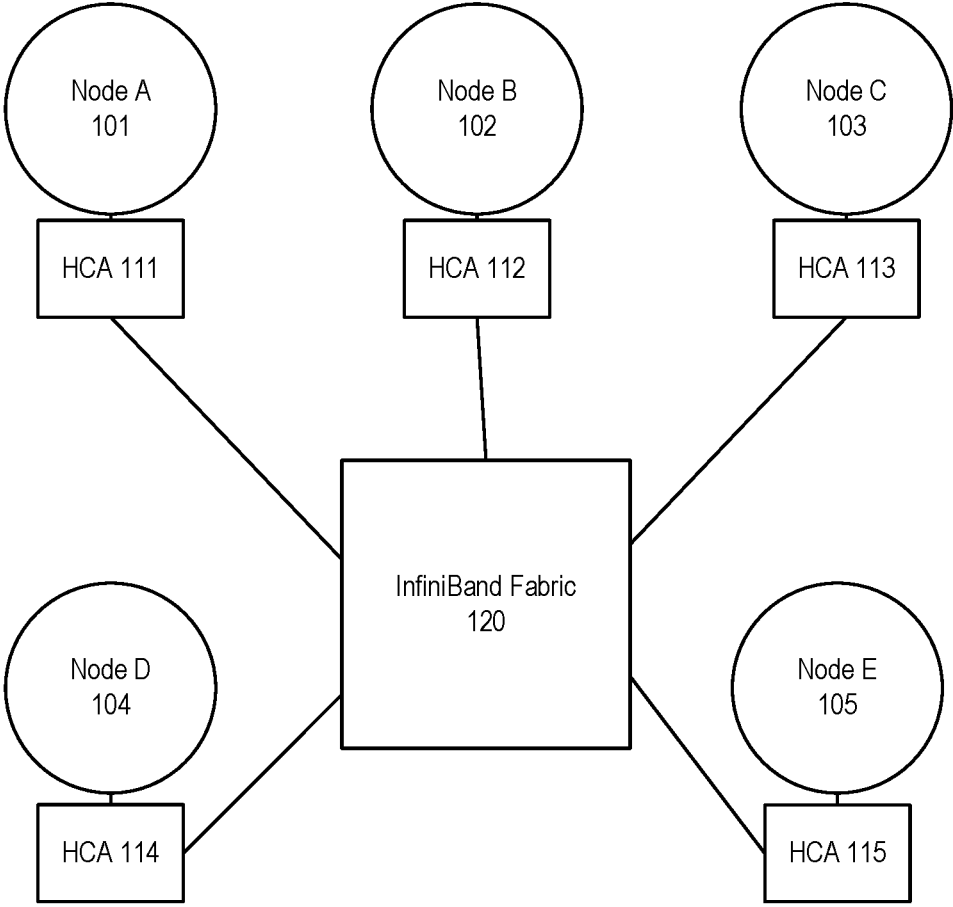 Node A
101
Node B
102
Node C
103
HCA 111
HCA 112
HCA 113
InfiniBand Fabric
120
Node D
104
Node E
105
HCA 114
HCA 115